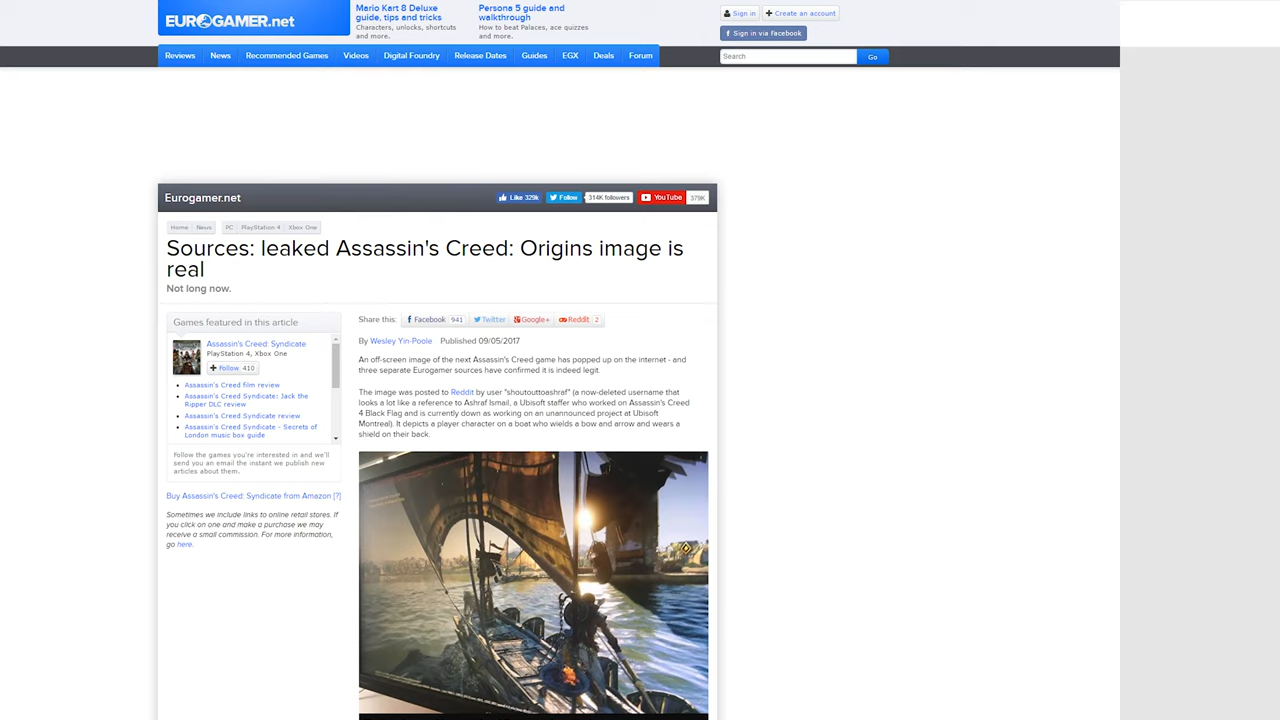 EUROGAMER.net
Mario Kart 8 Deluxe
guide, tips and tricks
Characters, unlocks, shortcuts
and more.
Persona 5 guide and
walkthrough
How to beat Palaces, ace quizzes
and more.
Sign in
Create an account
Sign in via Facebook
Reviews News Recommended Games Videos Digital Foundry Release Dates Guides EGX Deals Forum
Search
Go
Eurogamer.net
Like 329k
Follow
314K followers
YouTube
379K
Home News PC PlayStation 4 Xbox One
Sources: leaked Assassin's Creed: Origins image is
real
Not long now.
Games featured in this article
Assassin's Creed: Syndicate
PlayStation 4, Xbox One
Follow 410
Assassin's Creed film review
Assassin's Creed Syndicate: Jack the
Ripper DLC review
Assassin's Creed Syndicate review
Assassin's Creed Syndicate - Secrets of
London music box guide
Follow the games you're interested in and we'll
send you an email the instant we publish new
articles about them.
Buy Assassin's Creed: Syndicate from Amazon [?]
Sometimes we include links to online retail stores. If
you click on one and make a purchase we may
receive a small commission. For more information,
go here.
Share this: Facebook 941 Twitter Google+ Reddit 2
By Wesley Yin-Poole Published 09/05/2017
An off-screen image of the next Assassin's Creed game has popped up on the internet - and
three separate Eurogamer sources have confirmed it is indeed legit.
The image was posted to Reddit by user "shoutouttoashraf" (a now-deleted username that
looks a lot like a reference to Ashraf Ismail, a Ubisoft staffer who worked on Assassin's Creed
4 Black Flag and is currently down as working on an unannounced project at Ubisoft
Montreal). It depicts a player character on a boat who wields a bow and arrow and wears a
shield on their back.